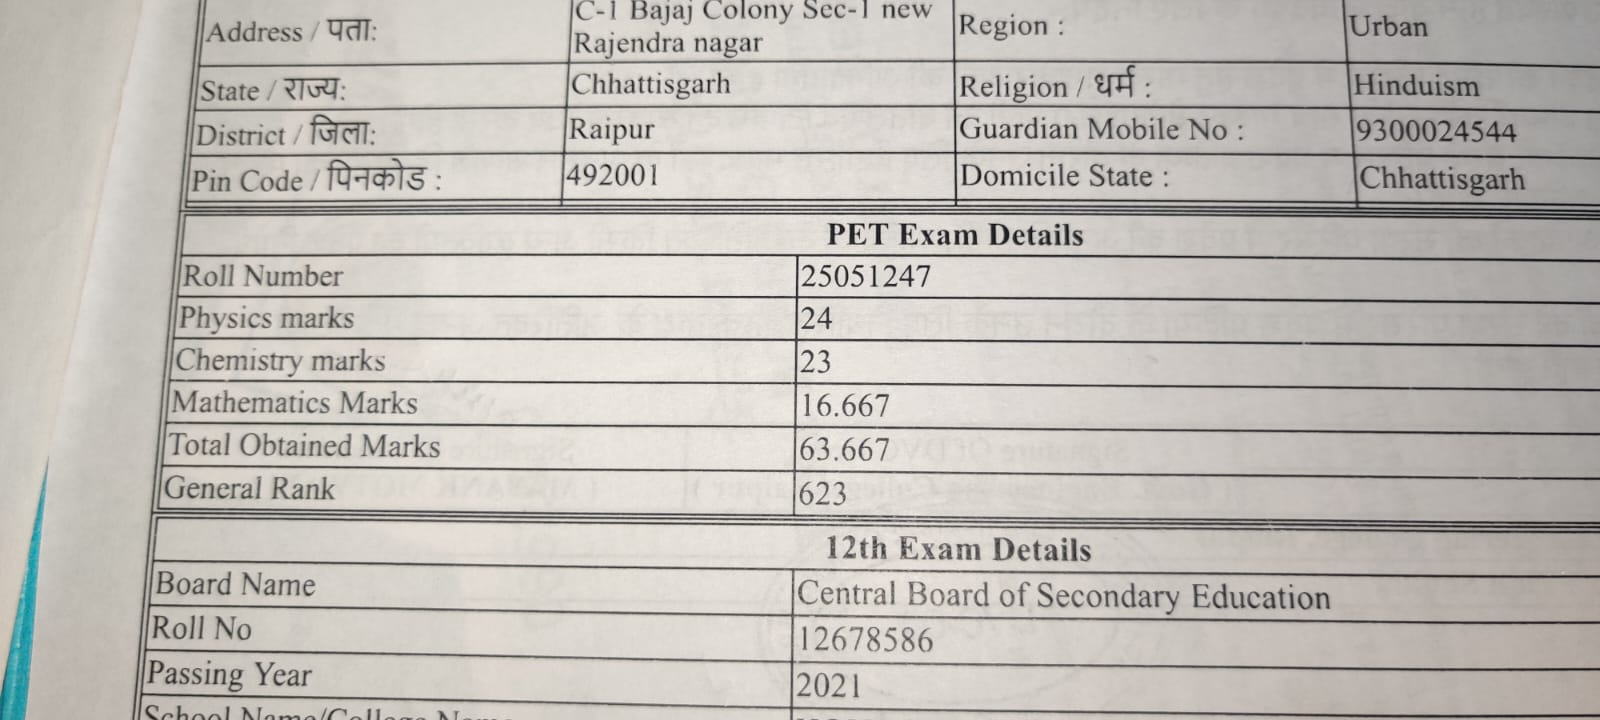 Address / पता:
C-1 Bajaj Colony Sec-1 new
Rajendra nagar
Region :
Urban
State / राज्य:
Chhattisgarh
Religion / धर्म :
Hinduism
District / जिला:
Raipur
Guardian Mobile No :
9300024544
Pin Code / पिनकोड :
492001
Domicile State :
Chhattisgarh
PET Exam Details
Roll Number
25051247
Physics marks
24
Chemistry marks
23
Mathematics Marks
16.667
Total Obtained Marks
63.667
General Rank
623
12th Exam Details
Board Name
Central Board of Secondary Education
Roll No
12678586
Passing Year
2021
School Name/College Name